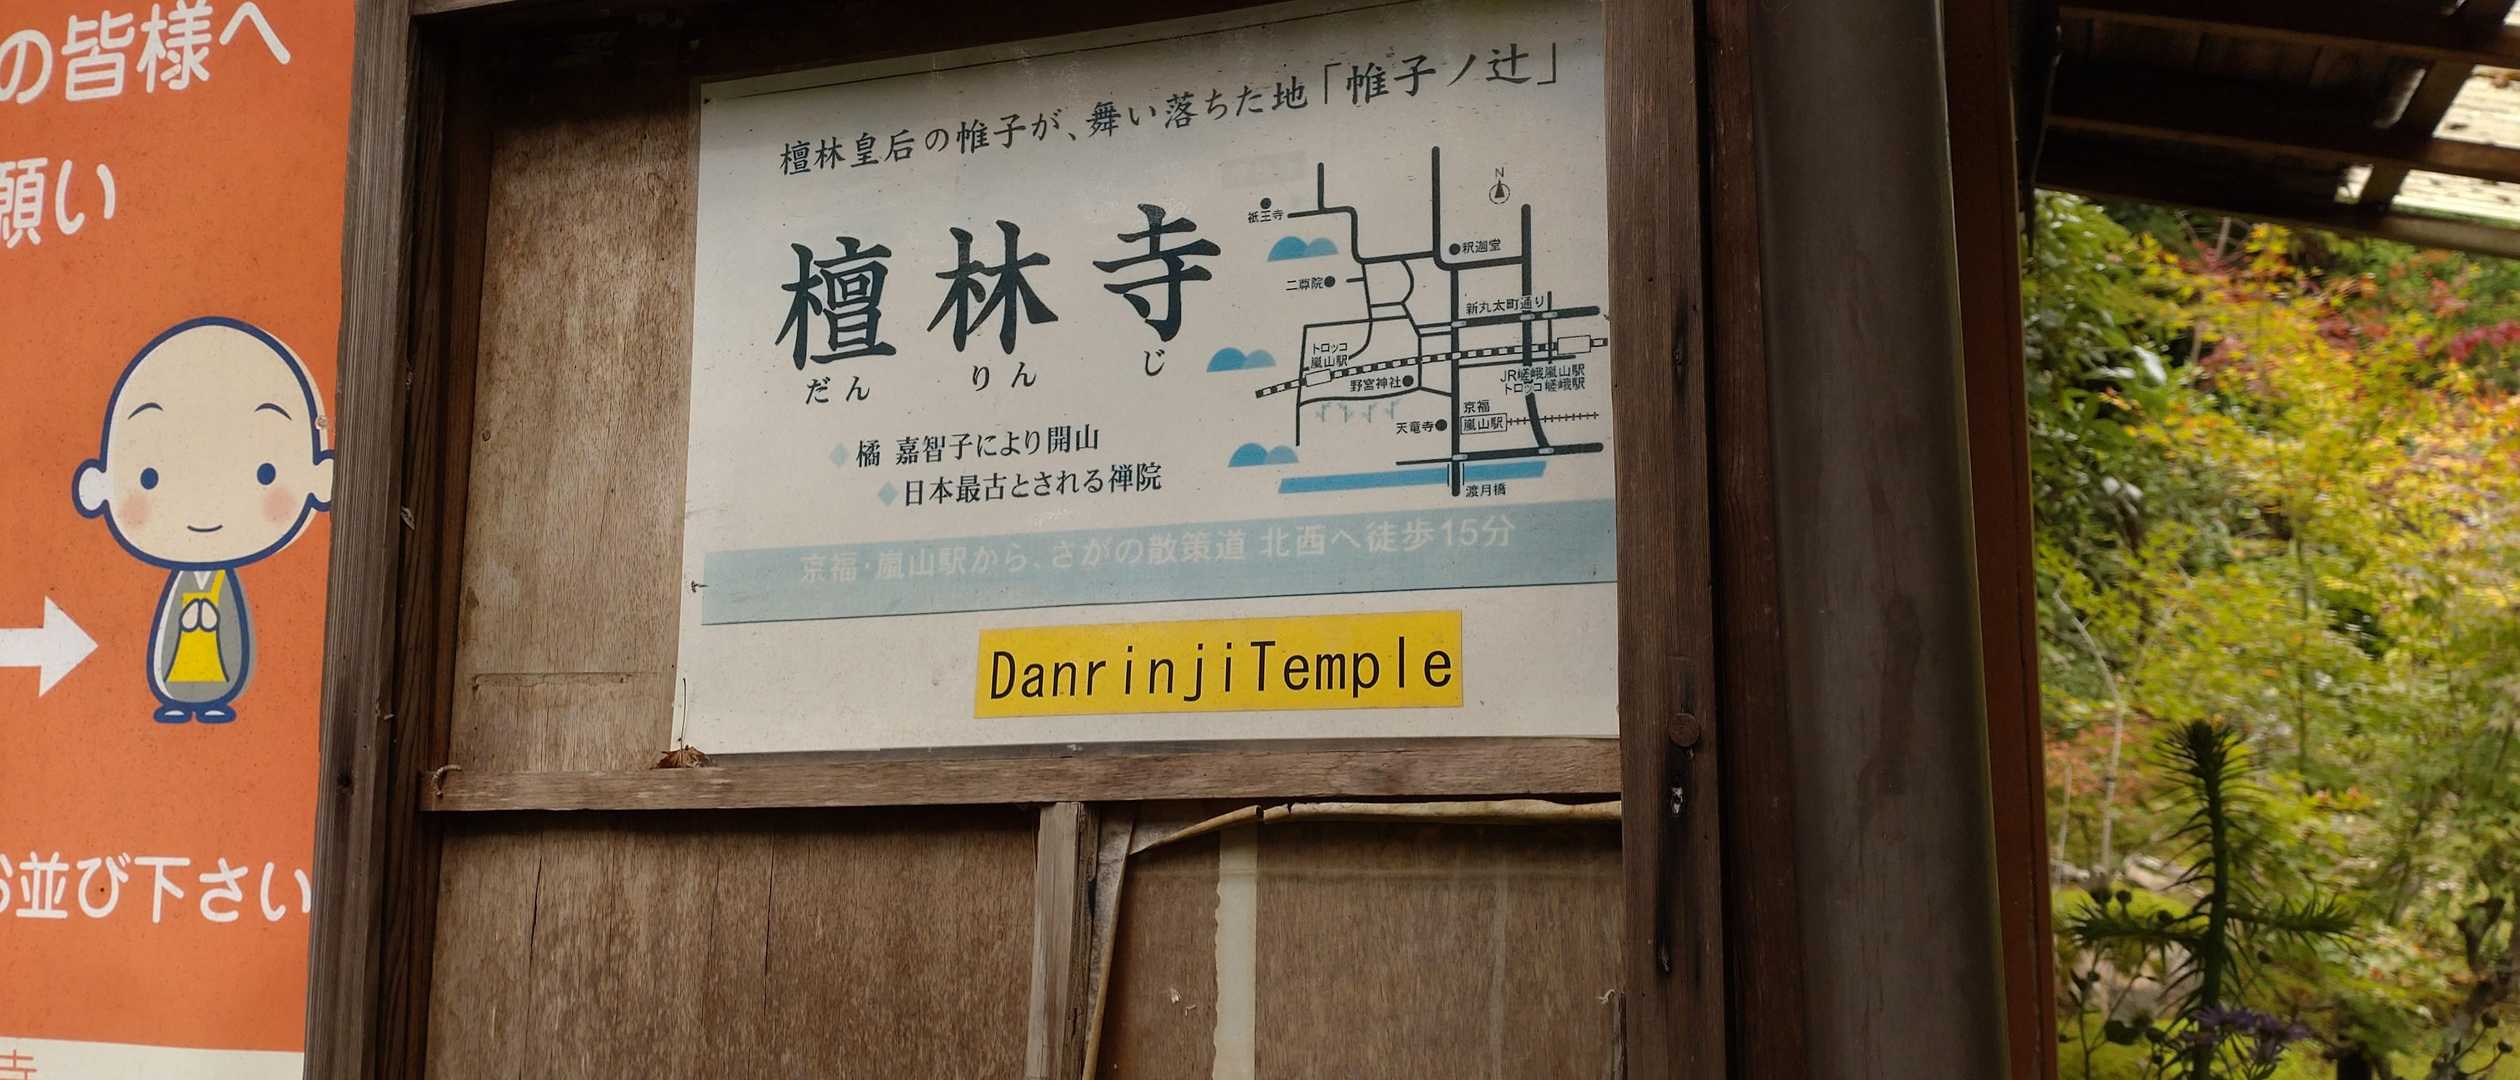 の皆様へ
願い
お並び下さい
寺
檀林皇后の帷子が、舞い落ちた地「帷子ノ辻」
檀林寺
だん りん じ
橘 嘉智子により開山
日本最古とされる禅院
N
祇王寺
釈迦堂
二尊院
新丸太町通り
トロッコ
嵐山駅
野宮神社
JR嵯峨嵐山駅
トロッコ嵯峨駅
京福
嵐山駅
天竜寺
渡月橋
京福・嵐山駅から、さがの散策道 北西へ徒歩15分
DanrinjiTemple